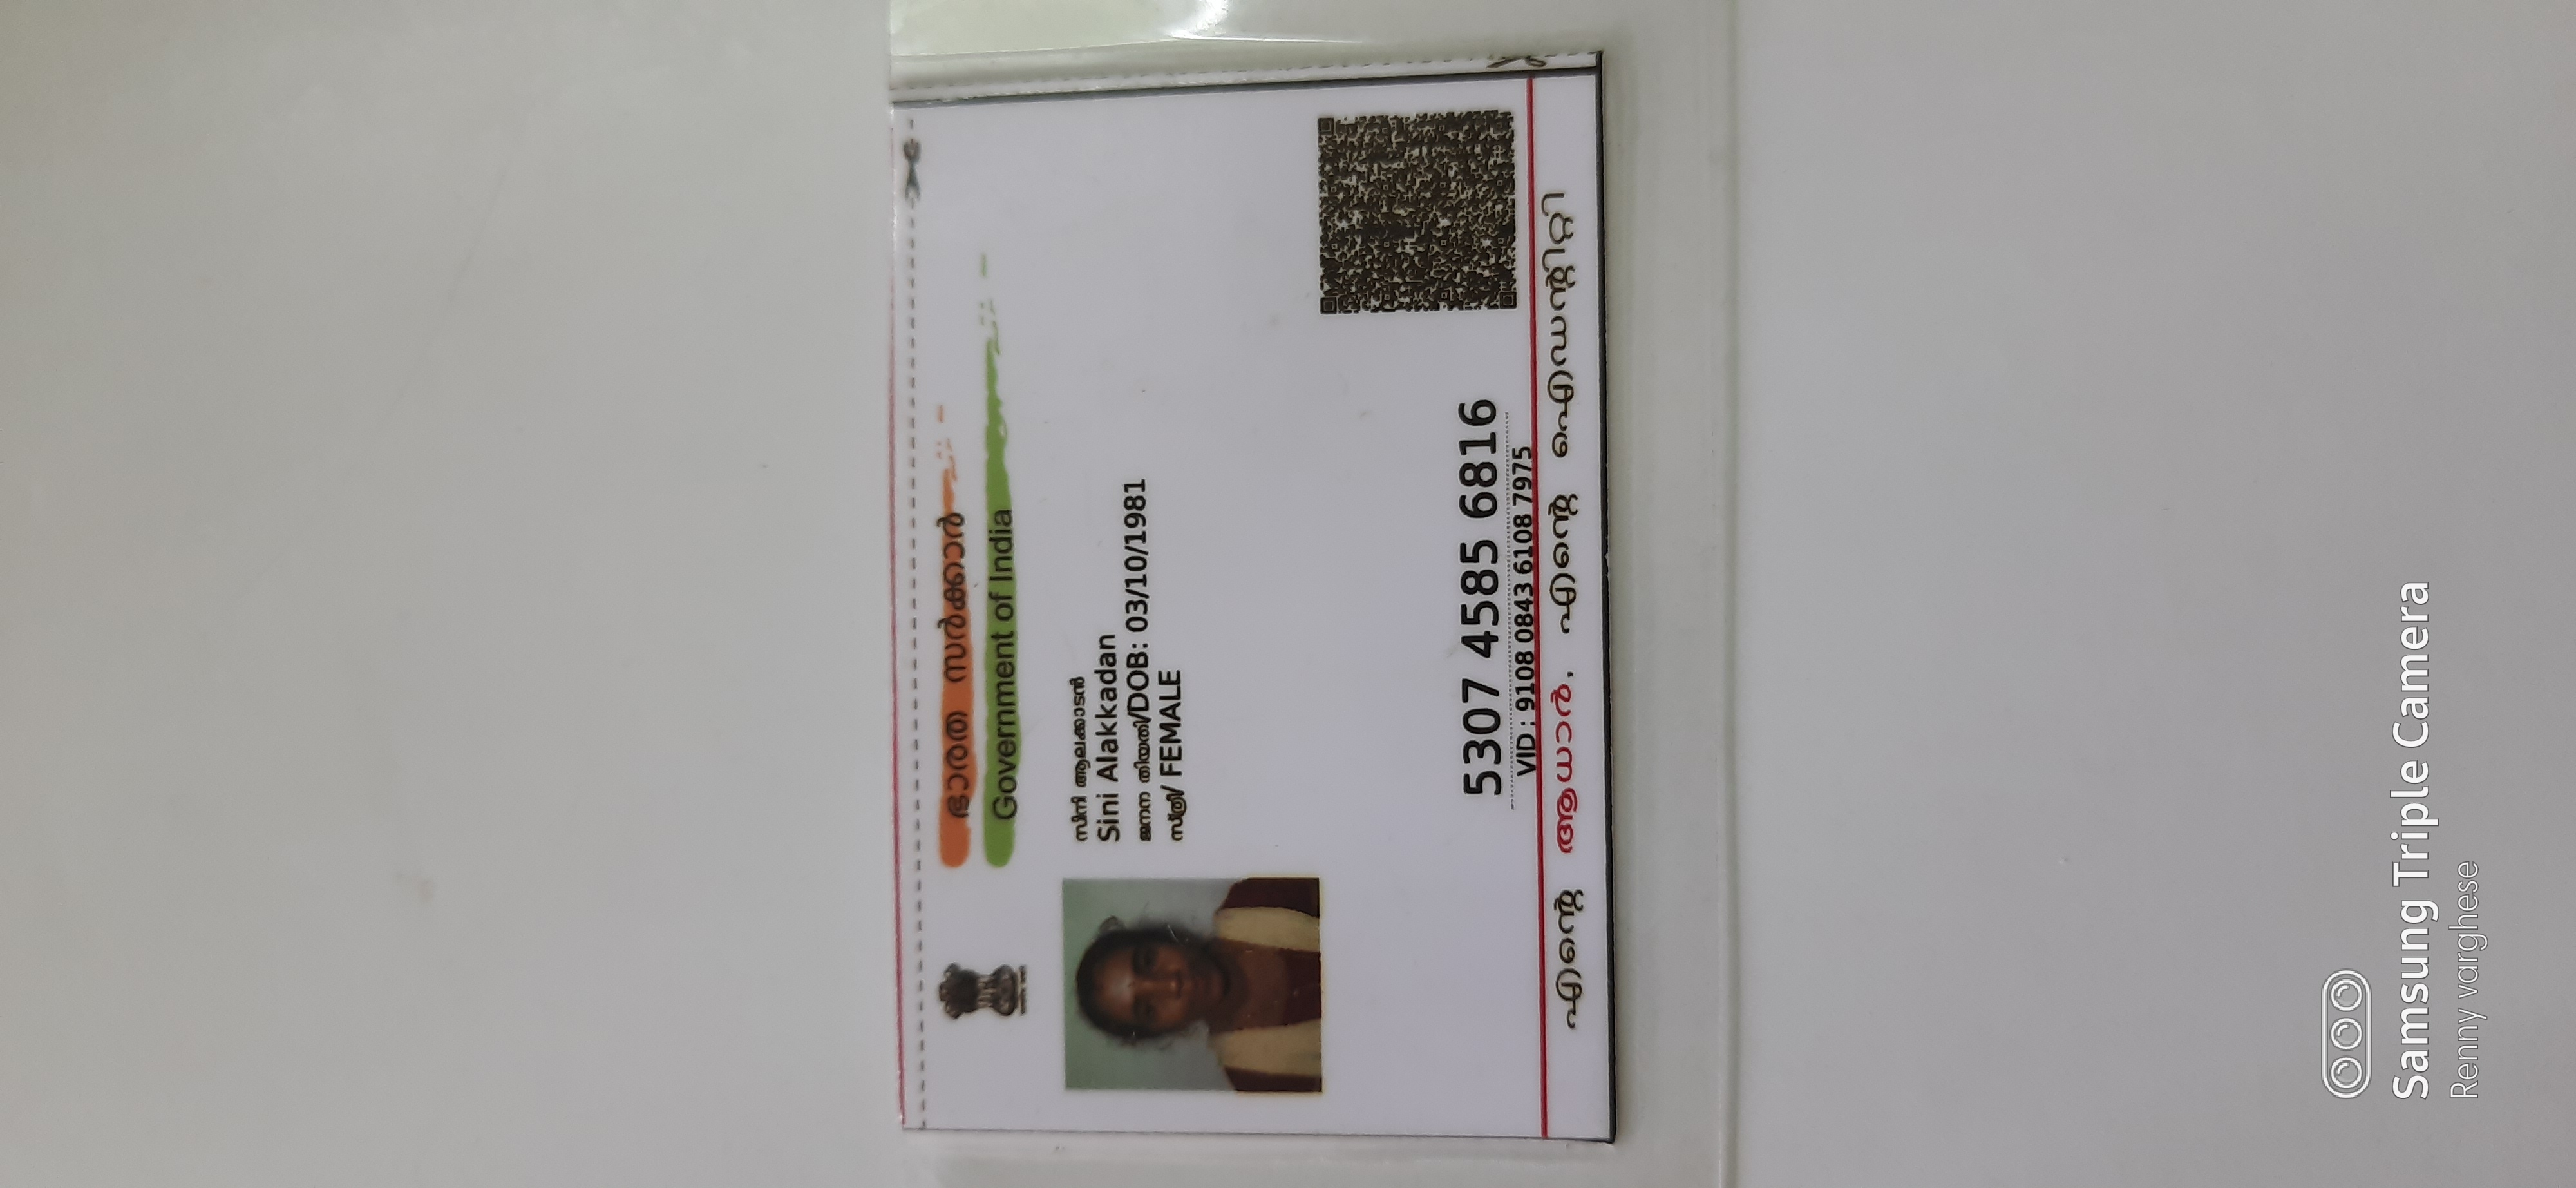 ഭാരത സർക്കാർ
Government of India
സിനി ആലക്കാടൻ
Sini Alakkadan
ജനന തിയതി/DOB: 03/10/1981
സ്ത്രീ/ FEMALE
5307 4585 6816
VID : 9108 0843 6108 7975
എന്റെ ആധാർ, എന്റെ ഐഡന്റിറ്റി
Samsung Triple Camera
Renny varghese